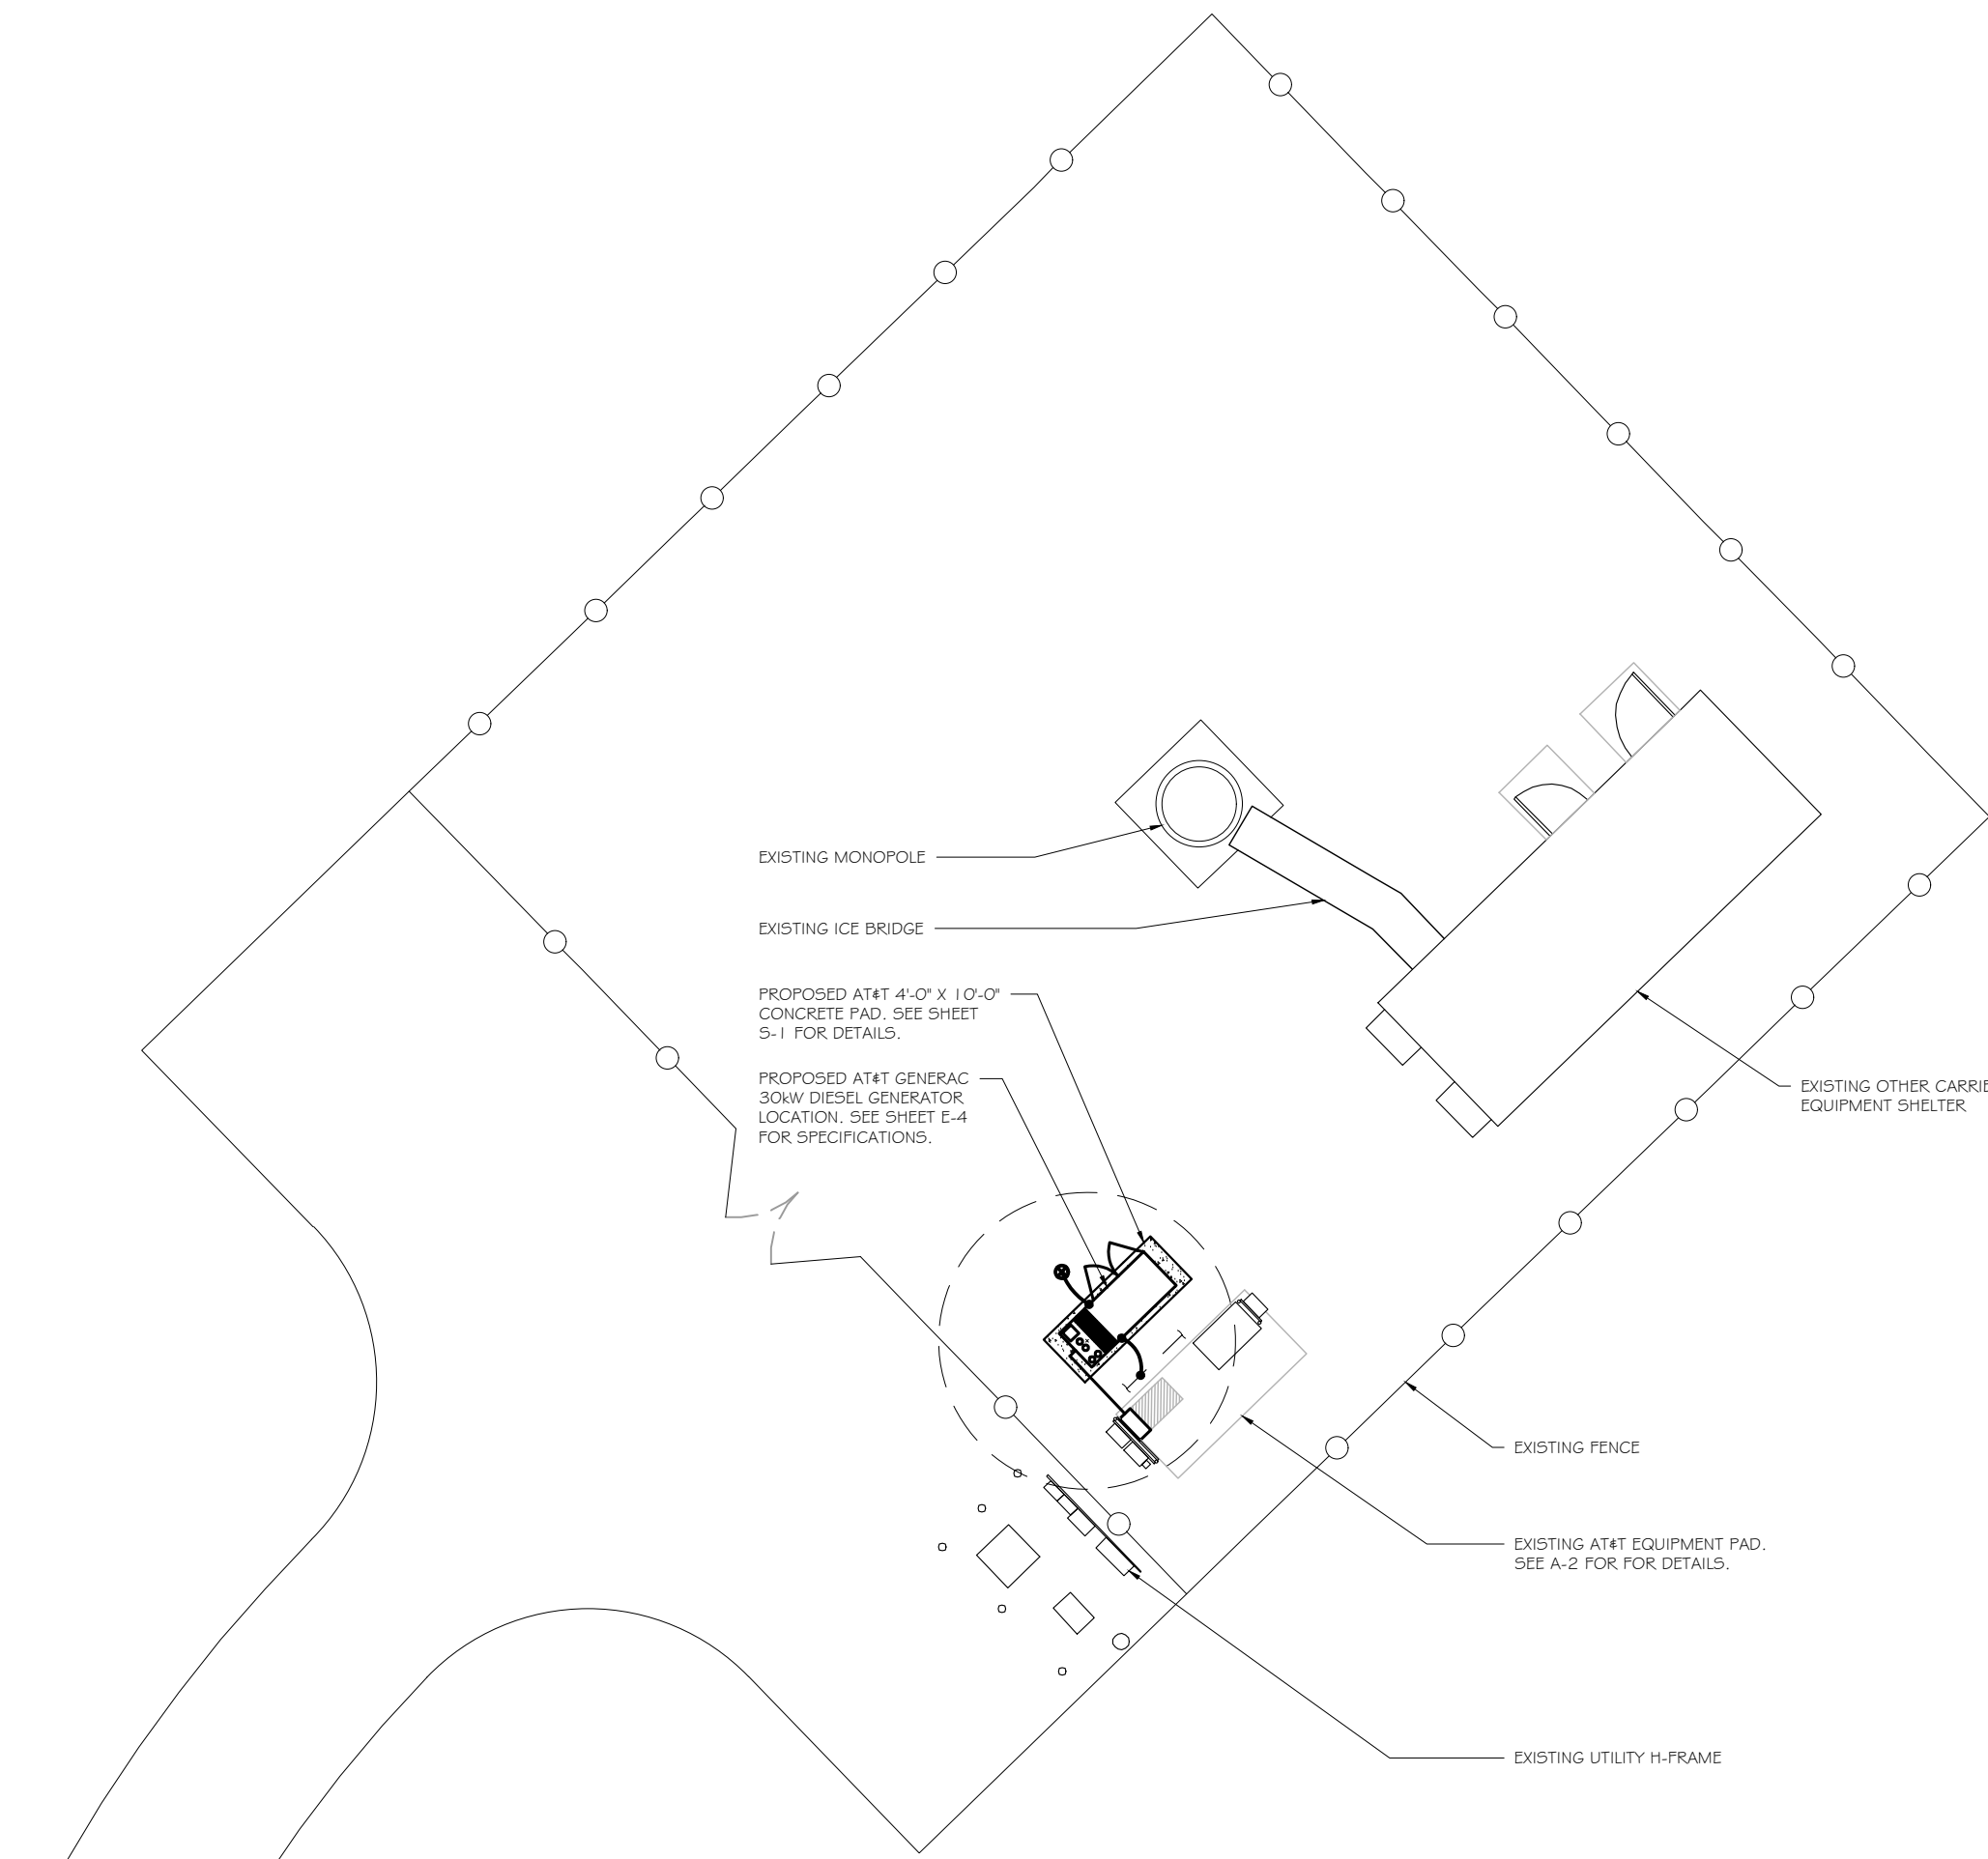 EXISTING MONOPOLE
EXISTING ICE BRIDGE
PROPOSED AT&T 4'-0" X 10'-0"
CONCRETE PAD. SEE SHEET
S-1 FOR DETAILS.
PROPOSED AT&T GENERAC
30kW DIESEL GENERATOR
LOCATION. SEE SHEET E-4
FOR SPECIFICATIONS.
EXISTING OTHER CARRIE
EQUIPMENT SHELTER
EXISTING FENCE
EXISTING AT&T EQUIPMENT PAD.
SEE A-2 FOR FOR DETAILS.
EXISTING UTILITY H-FRAME